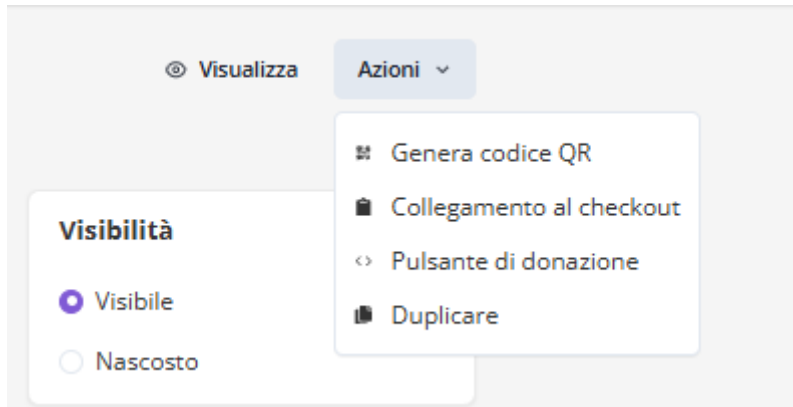 Visualizza
Azioni
Genera codice QR
Collegamento al checkout
Pulsante di donazione
Duplicare
Visibilità
Visibile
Nascosto